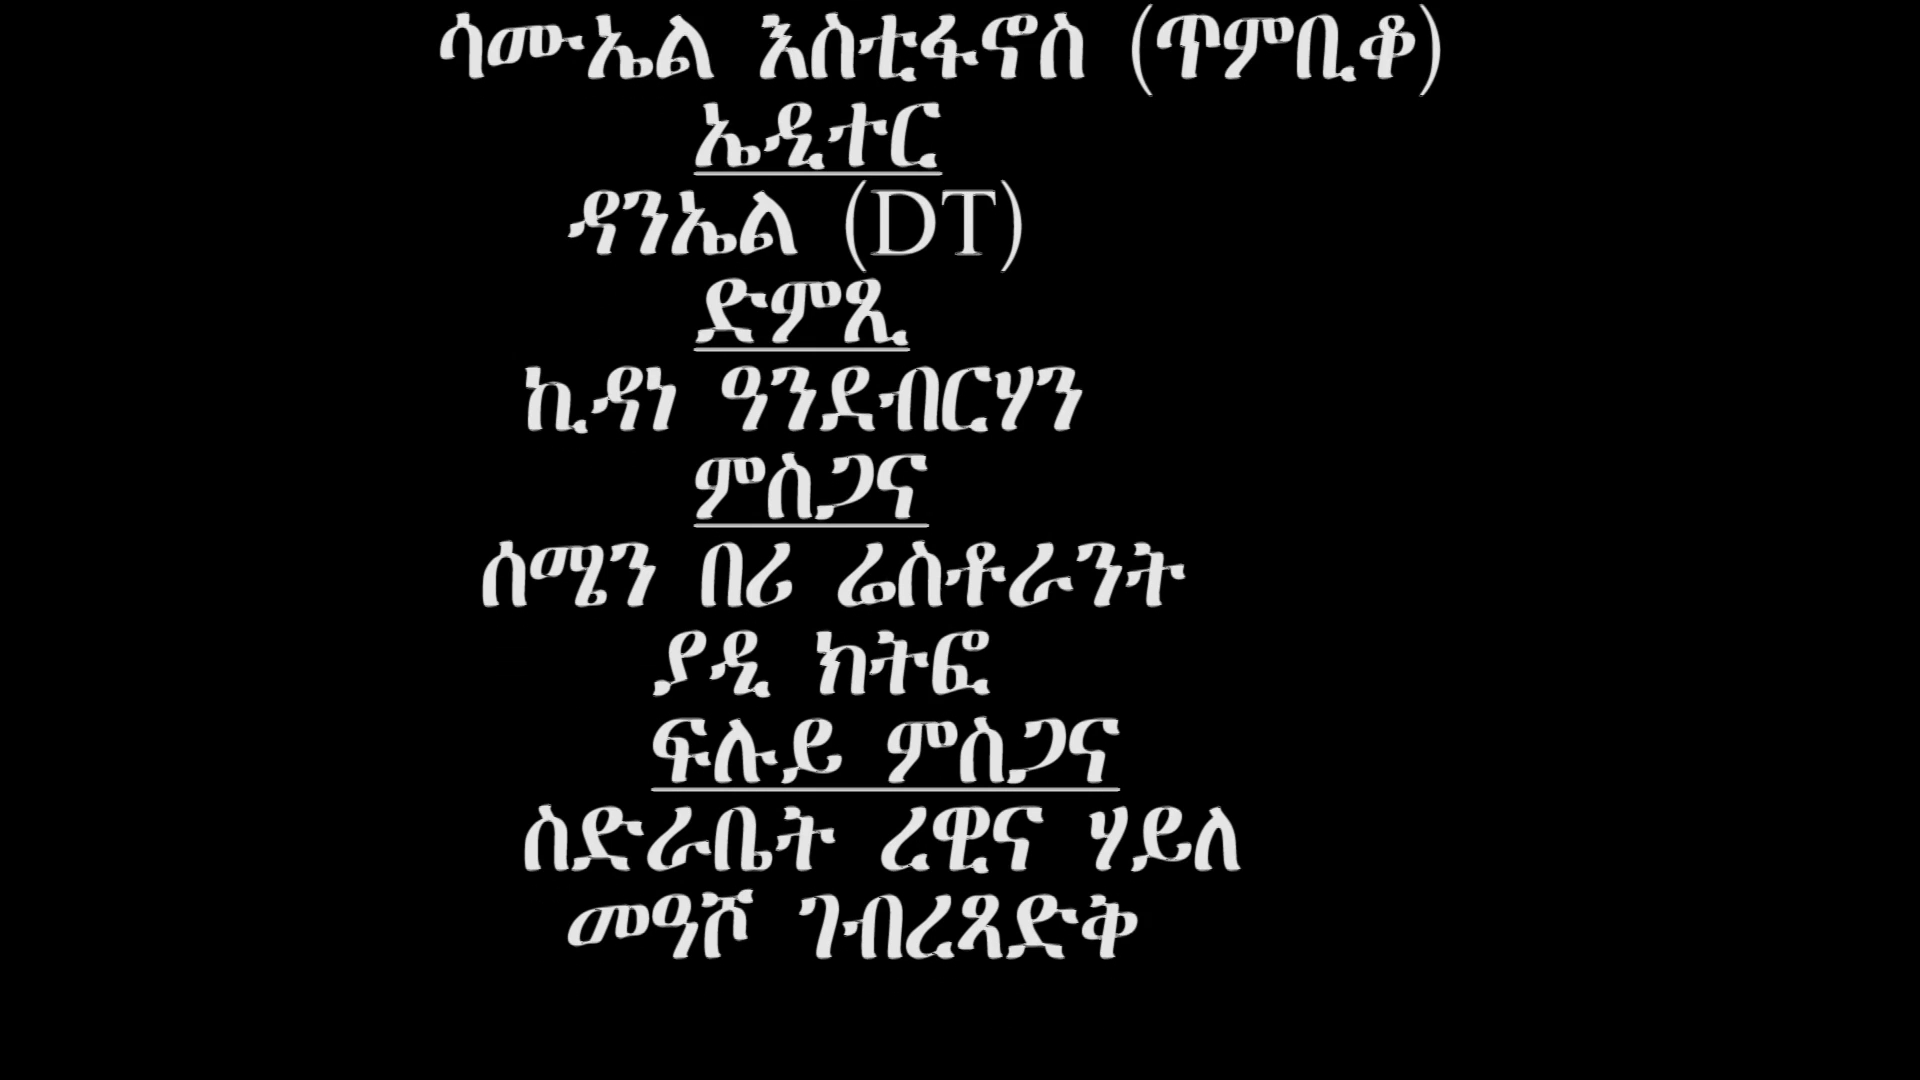 ሳሙኤል እስቲፋኖስ (ጥምቢቆ)
ኤዲተር
ዳንኤል (DT)
ድምጺ
ኪዳነ ዓንደብርሃን
ምስጋና
ሰሜን በሪ ሬስቶራንት
ያዲ ክትፎ
ፍሉይ ምስጋና
ስድራቤት ረዊና ሃይለ
መዓሾ ገብረጻድቅ